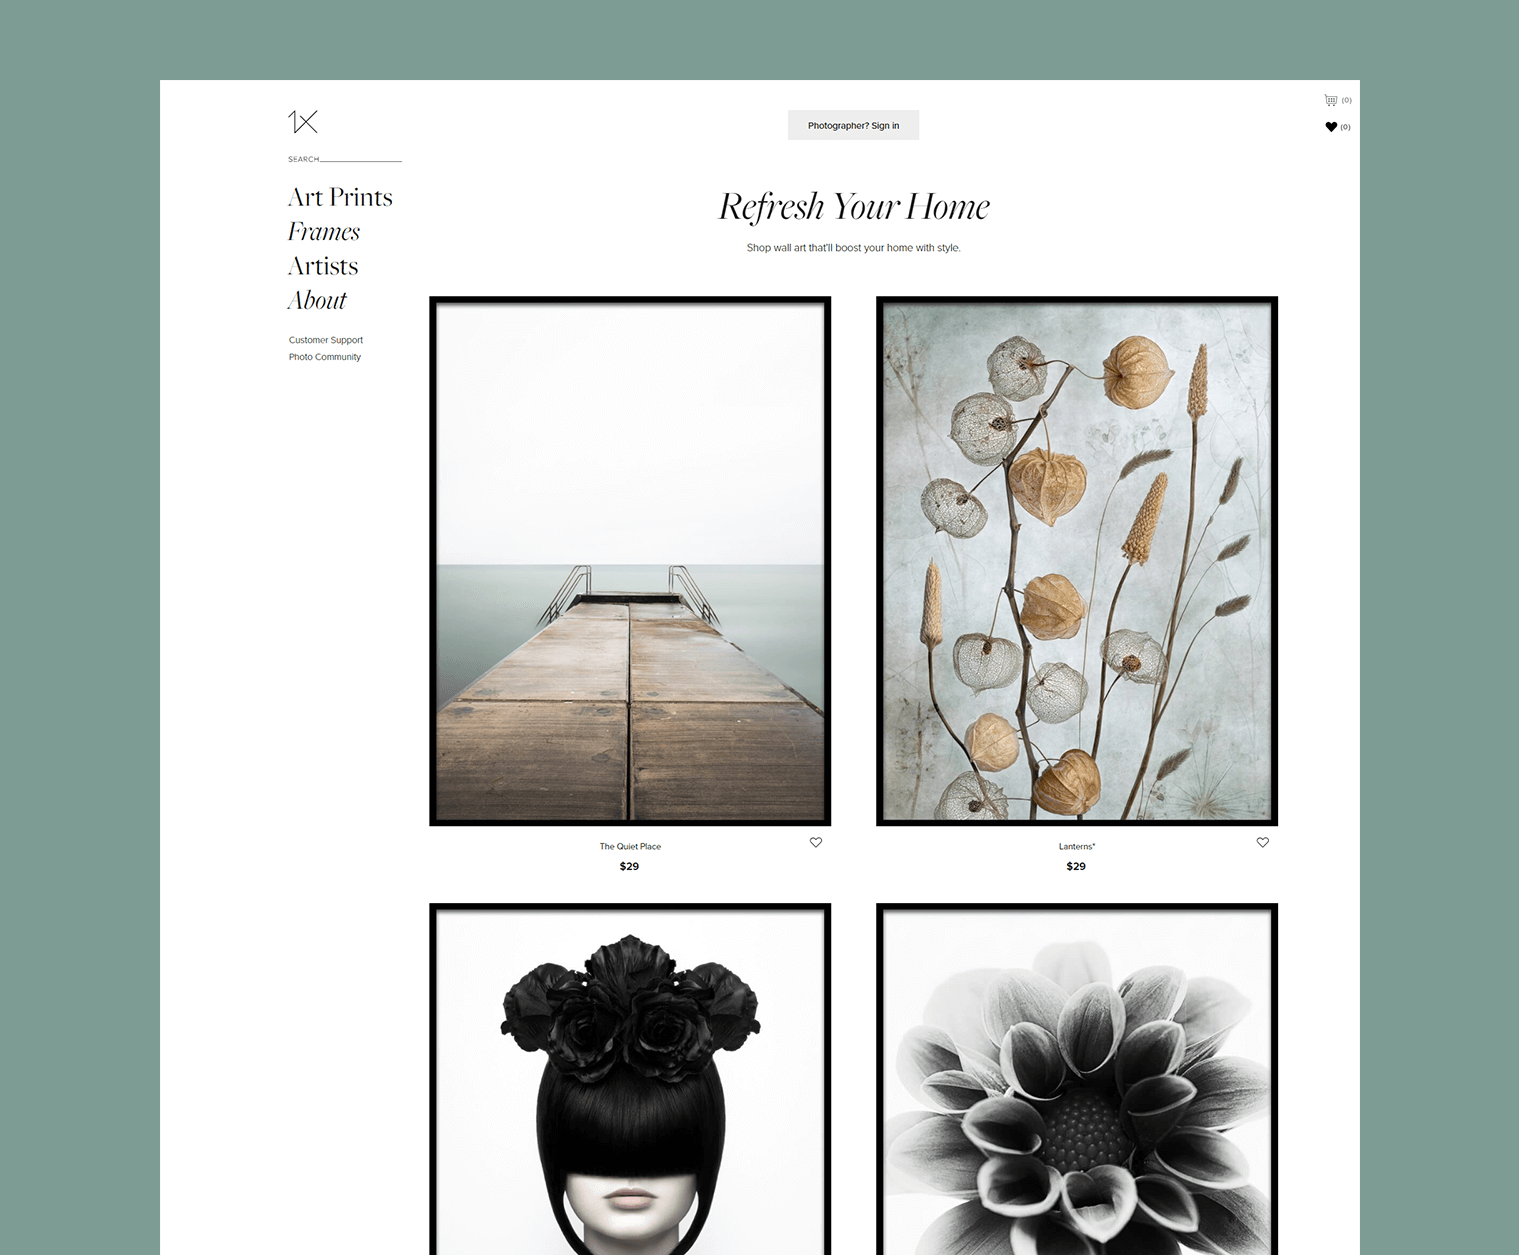 1X
(0)
Photographer? Sign in
(0)
SEARCH
Art Prints
Frames
Artists
About
Customer Support
Photo Community
Refresh Your Home
Shop wall art that'll boost your home with style.
The Quiet Place
$29
Lanterns*
$29